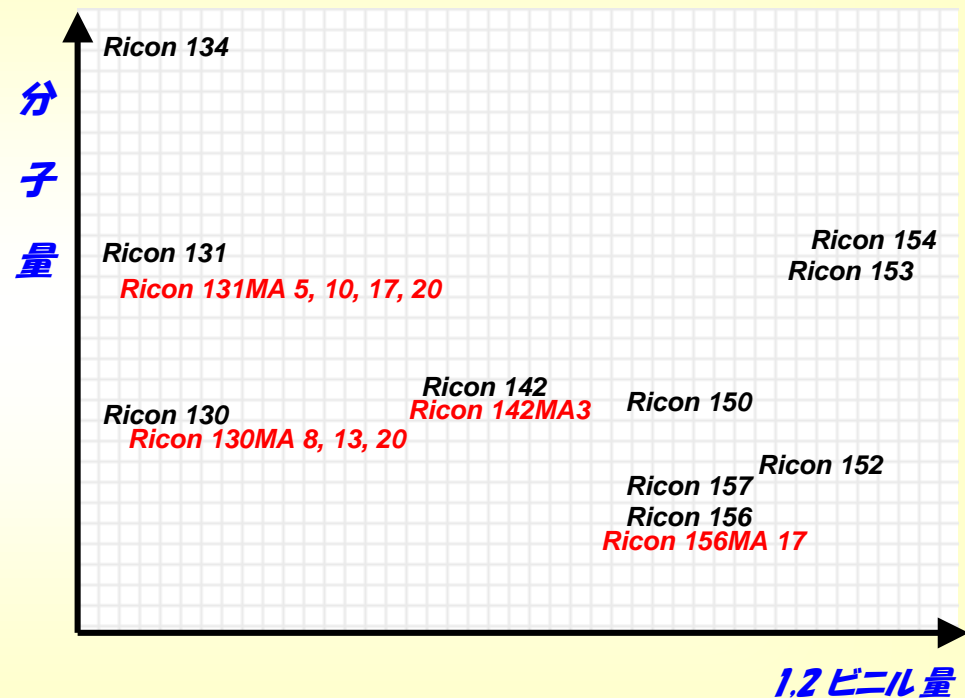 Ricon 134
分
子
量
Ricon 154
Ricon 131
Ricon 153
Ricon 131MA 5, 10, 17, 20
Ricon 142
Ricon 150
Ricon 142MA3
Ricon 130
Ricon 130MA 8, 13, 20
Ricon 152
Ricon 157
Ricon 156
Ricon 156MA 17
1,2 ビニル 量